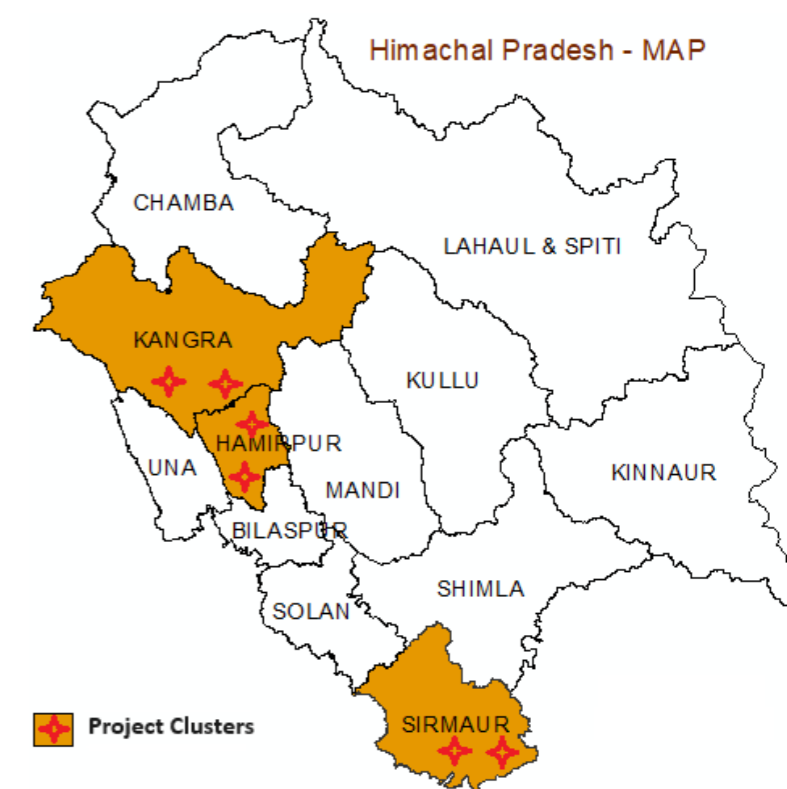 Himachal Pradesh - MAP
CHAMBA
LAHAUL & SPITI
KANGRA
KULLU
HAMIRPUR
UNA
KINNAUR
MANDI
BILASPUR
SHIMLA
SOLAN
SIRMAUR
Project Clusters